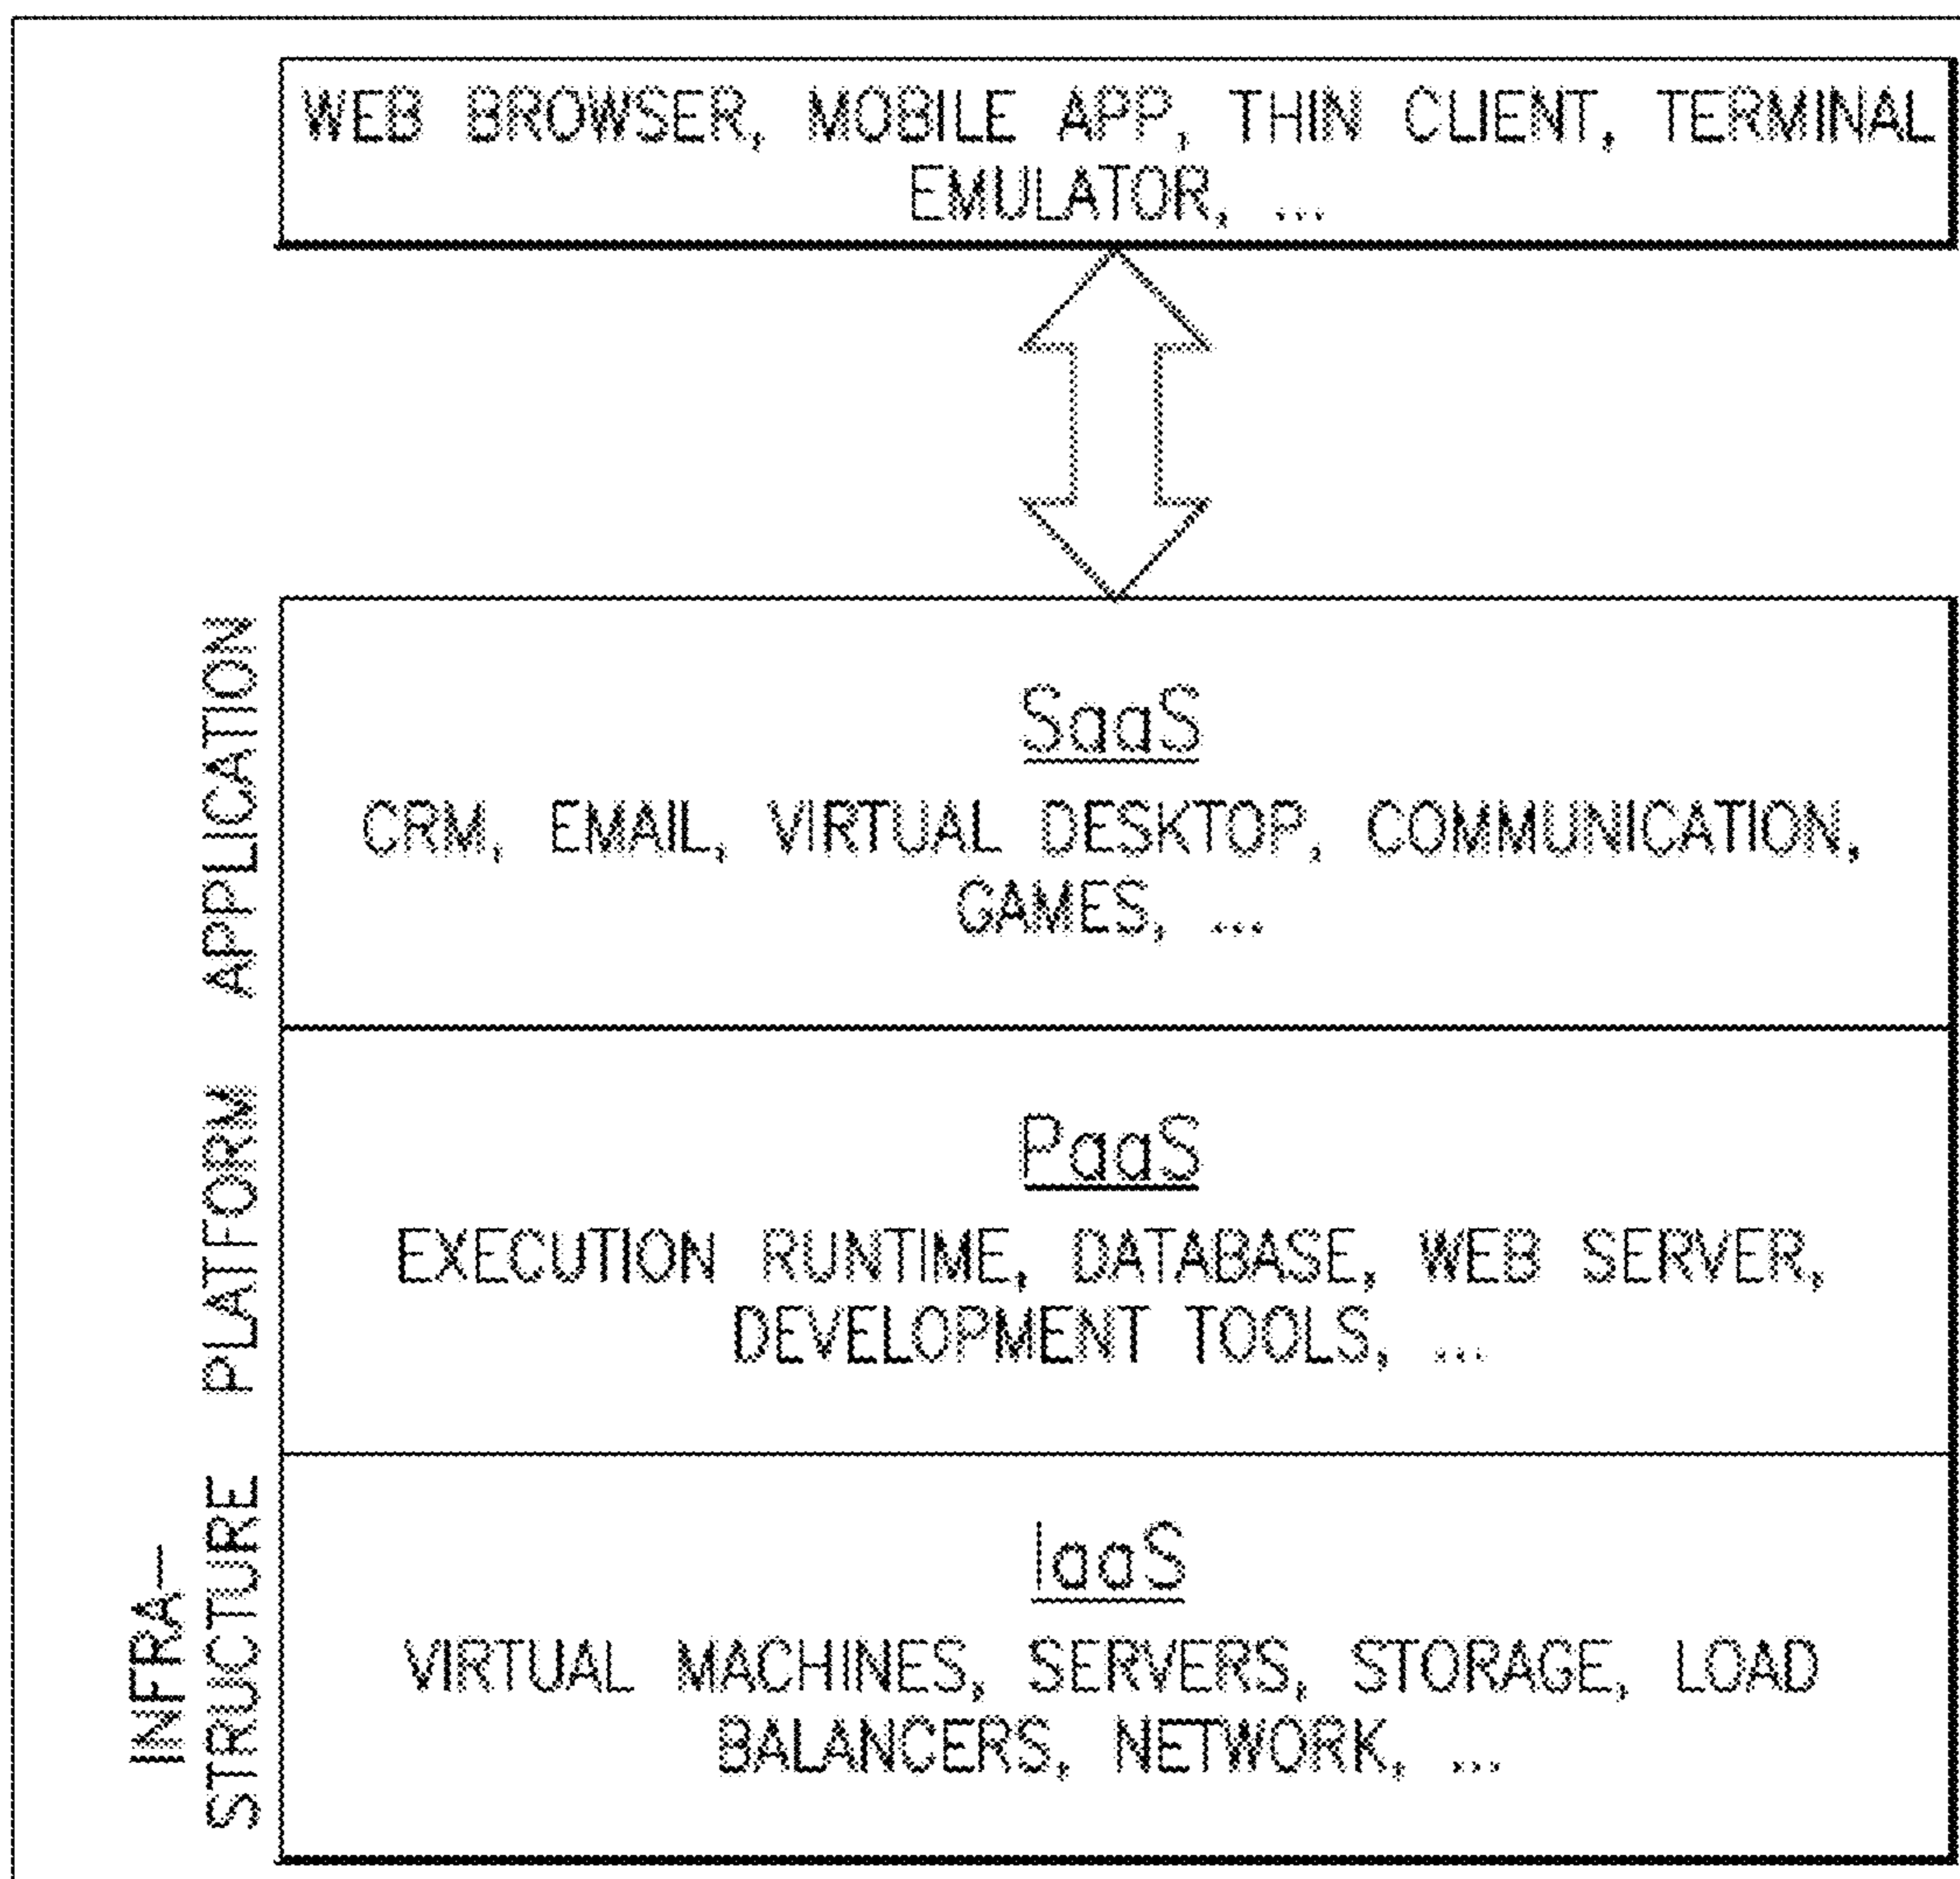 WEB BROWSER, MOBILE APP, THIN CLIENT, TERMINAL
EMULATOR, ...
APPLICATION
SaaS
CRM, EMAIL, VIRTUAL DESKTOP, COMMUNICATION,
GAMES, ...
PLATFORM
PaaS
EXECUTION RUNTIME, DATABASE, WEB SERVER,
DEVELOPMENT TOOLS, ...
INFRA–
STRUCTURE
IaaS
VIRTUAL MACHINES, SERVERS, STORAGE, LOAD
BALANCERS, NETWORK, ...